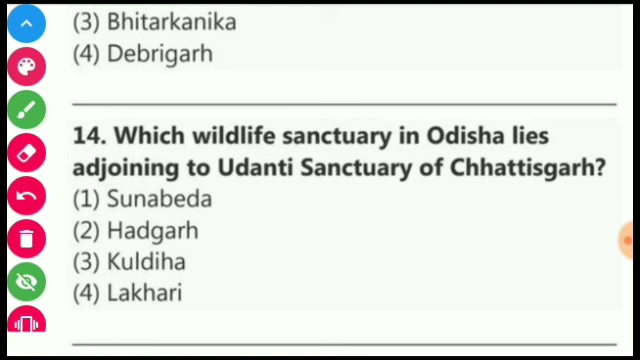 (3) Bhitarkanika
(4) Debrigarh
14. Which wildlife sanctuary in Odisha lies
adjoining to Udanti Sanctuary of Chhattisgarh?
(1) Sunabeda
(2) Hadgarh
(3) Kuldiha
(4) Lakhari